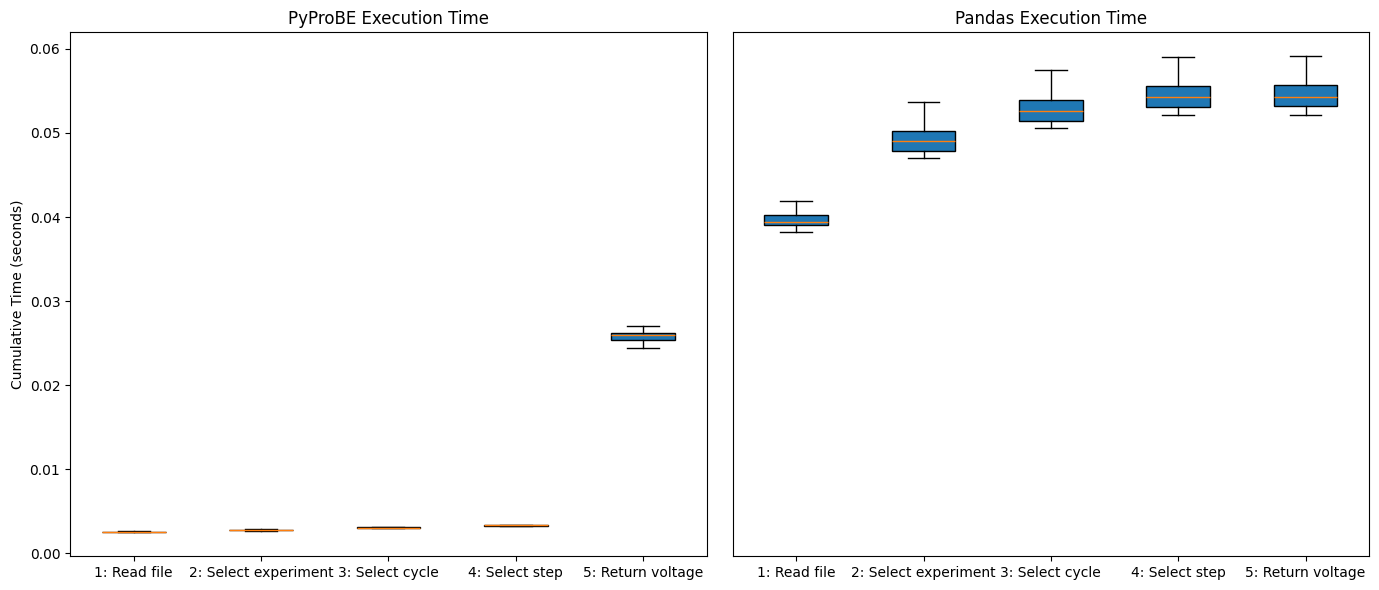 PyProBE Execution Time
Pandas Execution Time
Cumulative Time (seconds)
0.06
0.05
0.04
0.03
0.02
0.01
0.00
1: Read file 2: Select experiment 3: Select cycle 4: Select step 5: Return voltage
1: Read file 2: Select experiment 3: Select cycle 4: Select step 5: Return voltage